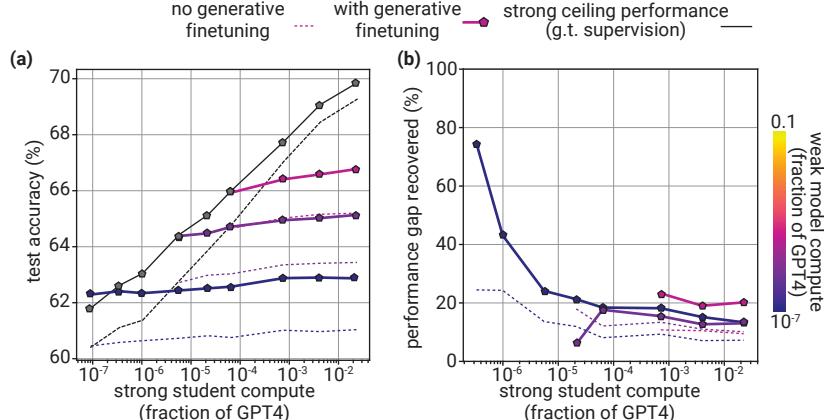 no generative
finetuning
with generative
finetuning
strong ceiling performance
(g.t. supervision)
(a)
70
68
66
64
62
60
test accuracy (%)
10-7
10-6
10-5
10-4
10-3
10-2
strong student compute
(fraction of GPT4)
(b)
100
80
60
40
20
0
performance gap recovered (%)
10-6
10-5
10-4
10-3
10-2
strong student compute
(fraction of GPT4)
0.1
10-7
weak model compute
(fraction of GPT4)